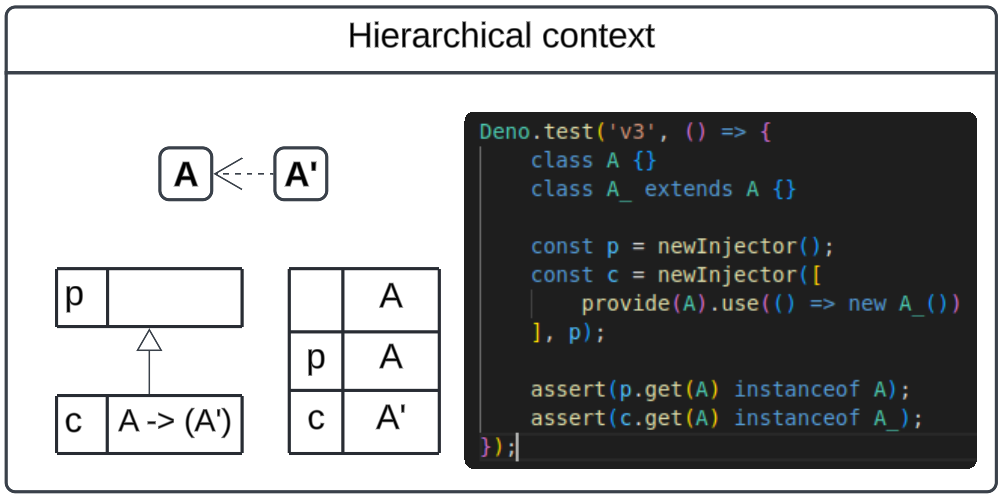 Hierarchical context
A
A'
p
c
A -> (A')
A
p
A
c
A'
Deno.test('v3', () => {
    class A {}
    class A_ extends A {}

    const p = newInjector();
    const c = newInjector([
        provide(A).use(() => new A_())
    ], p);

    assert(p.get(A) instanceof A);
    assert(c.get(A) instanceof A_);
});